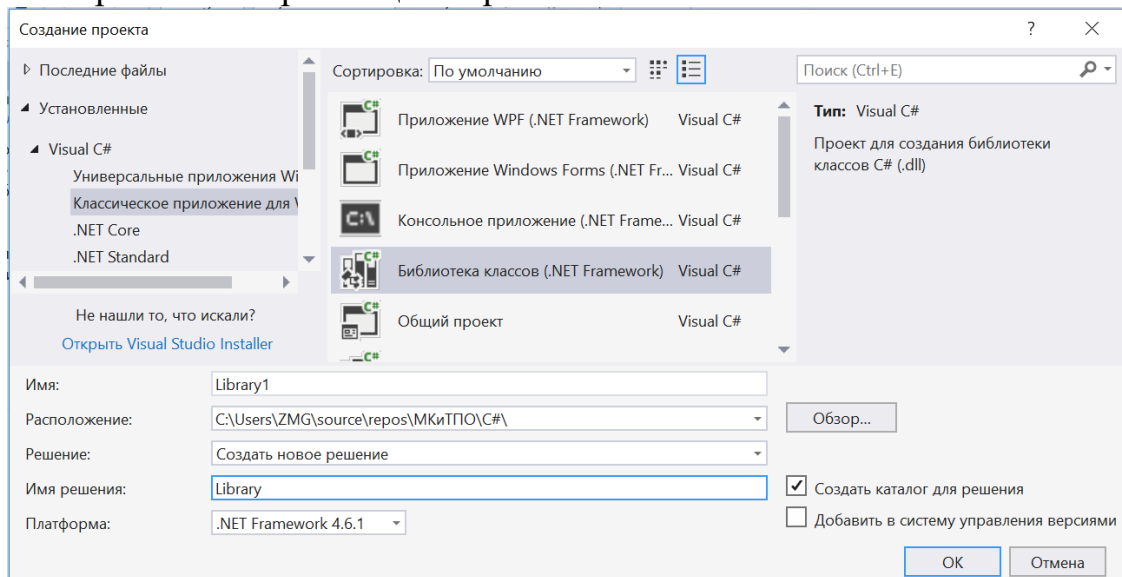 Создание проекта
?
Последние файлы
Установленные
Visual C#
Универсальные приложения Wi
Классическое приложение для
.NET Core
.NET Standard
Не нашли то, что искали?
Открыть Visual Studio Installer
Сортировка: По умолчанию
C#
Приложение WPF (.NET Framework) Visual C#
C#
Приложение Windows Forms (.NET Fr... Visual C#
C:\
Консольное приложение (.NET Frame... Visual C#
C#
Библиотека классов (.NET Framework) Visual C#
C#
Общий проект Visual C#
C#
Поиск (Ctrl+E)
Тип: Visual C#
Проект для создания библиотеки
классов C# (.dll)
Имя: Library1
Расположение: C:\Users\ZMG\source\repos\МКиТПО\C#\
Обзор...
Решение: Создать новое решение
Имя решения: Library
Создать каталог для решения
Платформа: .NET Framework 4.6.1
Добавить в систему управления версиями
OK
Отмена